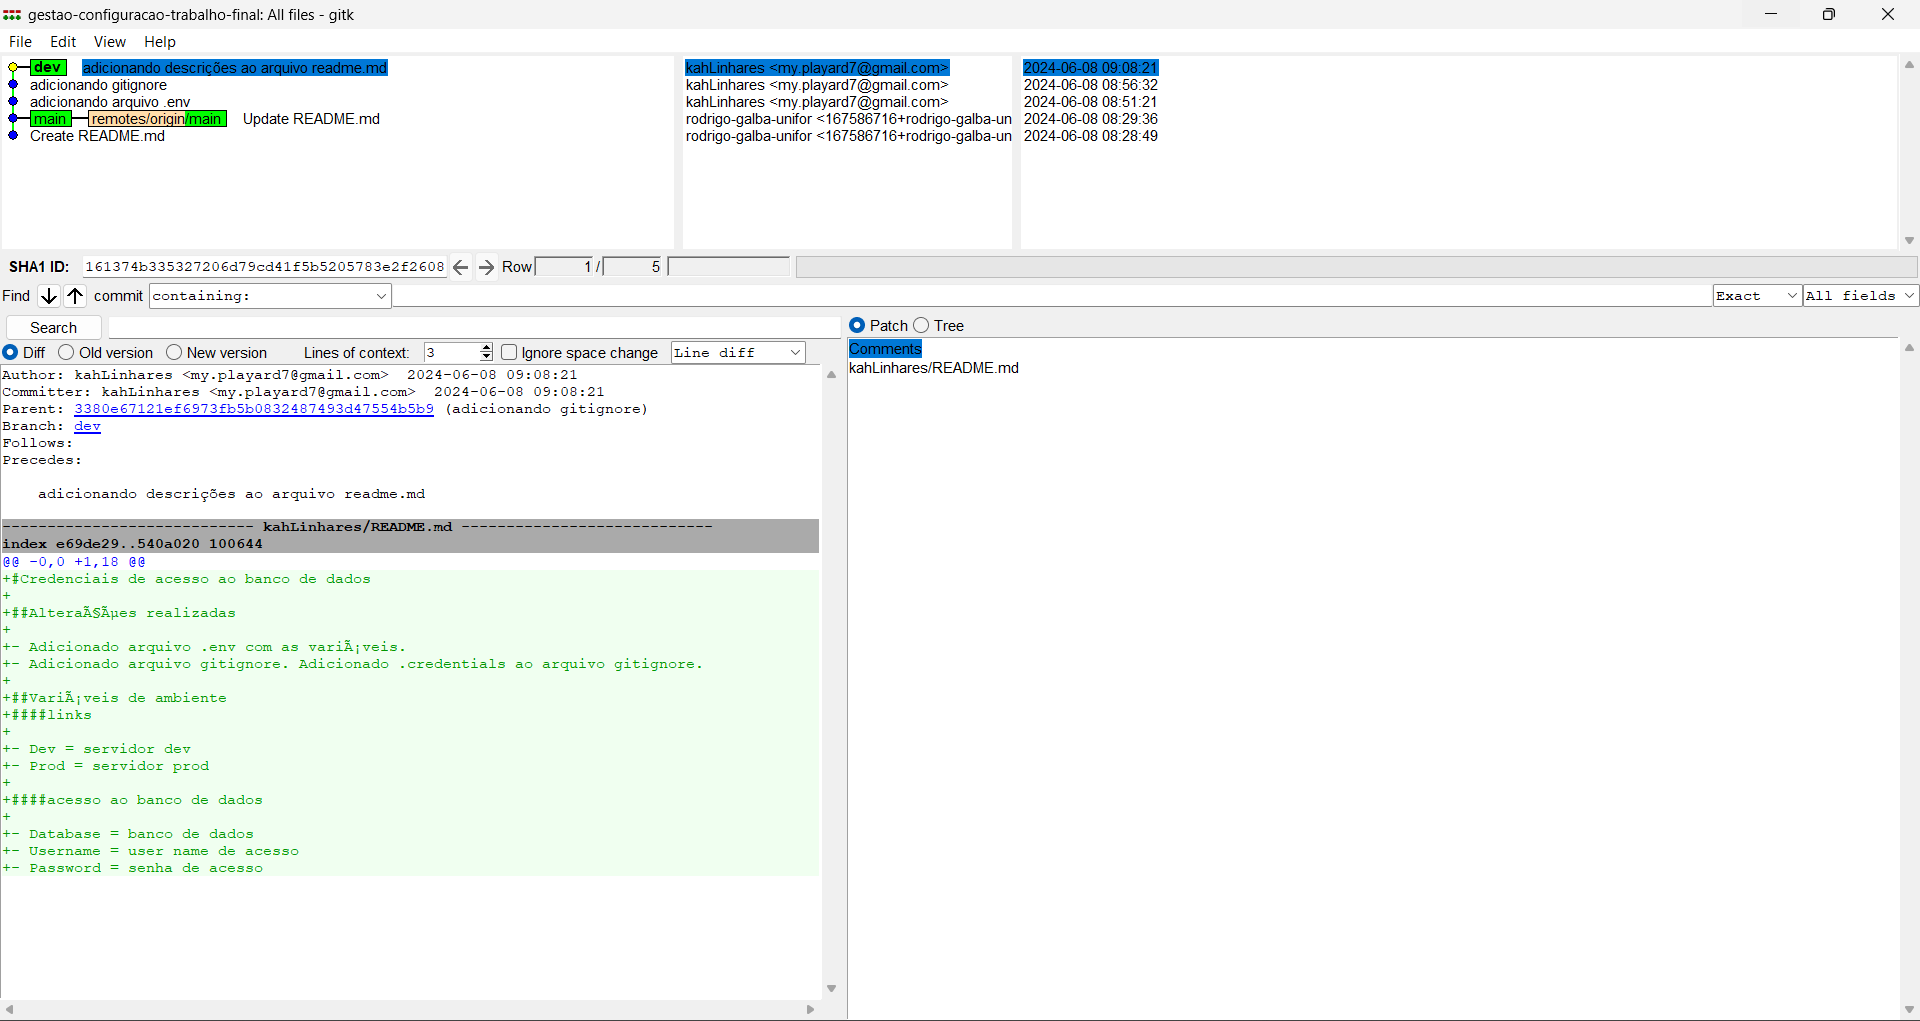 gestao-configuracao-trabalho-final: All files - gitk
File Edit View Help
dev adicionando descrições ao arquivo readme.md kahLinhares <my.playard7@gmail.com> 2024-06-08 09:08:21
adicionando gitignore kahLinhares <my.playard7@gmail.com> 2024-06-08 08:56:32
adicionando arquivo .env kahLinhares <my.playard7@gmail.com> 2024-06-08 08:51:21
main remotes/origin/main Update README.md rodrigo-galba-unifor <167586716+rodrigo-galba-un 2024-06-08 08:29:36
Create README.md rodrigo-galba-unifor <167586716+rodrigo-galba-un 2024-06-08 08:28:49
SHA1 ID: 161374b335327206d79cd41f5b5205783e2f2608 Row 1 / 5
Find commit containing: Exact All fields
Search
Patch Tree
Diff Old version New version Lines of context: 3 Ignore space change Line diff
Comments
kahLinhares/README.md
Author: kahLinhares <my.playard7@gmail.com> 2024-06-08 09:08:21
Committer: kahLinhares <my.playard7@gmail.com> 2024-06-08 09:08:21
Parent: 3380e67121ef6973fb5b0832487493d47554b5b9 (adicionando gitignore)
Branch: dev
Follows:
Precedes:
adicionando descrições ao arquivo readme.md
---------------------------- kahLinhares/README.md ----------------------------
index e69de29..540a020 100644
@@ -0,0 +1,18 @@
+#Credenciais de acesso ao banco de dados
+
+##AlteraÃ§Ãµes realizadas
+
+- Adicionado arquivo .env com as variÃ¡veis.
+- Adicionado arquivo gitignore. Adicionado .credentials ao arquivo gitignore.
+
+##VariÃ¡veis de ambiente
+####links
+
+- Dev = servidor dev
+- Prod = servidor prod
+
+####acesso ao banco de dados
+
+- Database = banco de dados
+- Username = user name de acesso
+- Password = senha de acesso